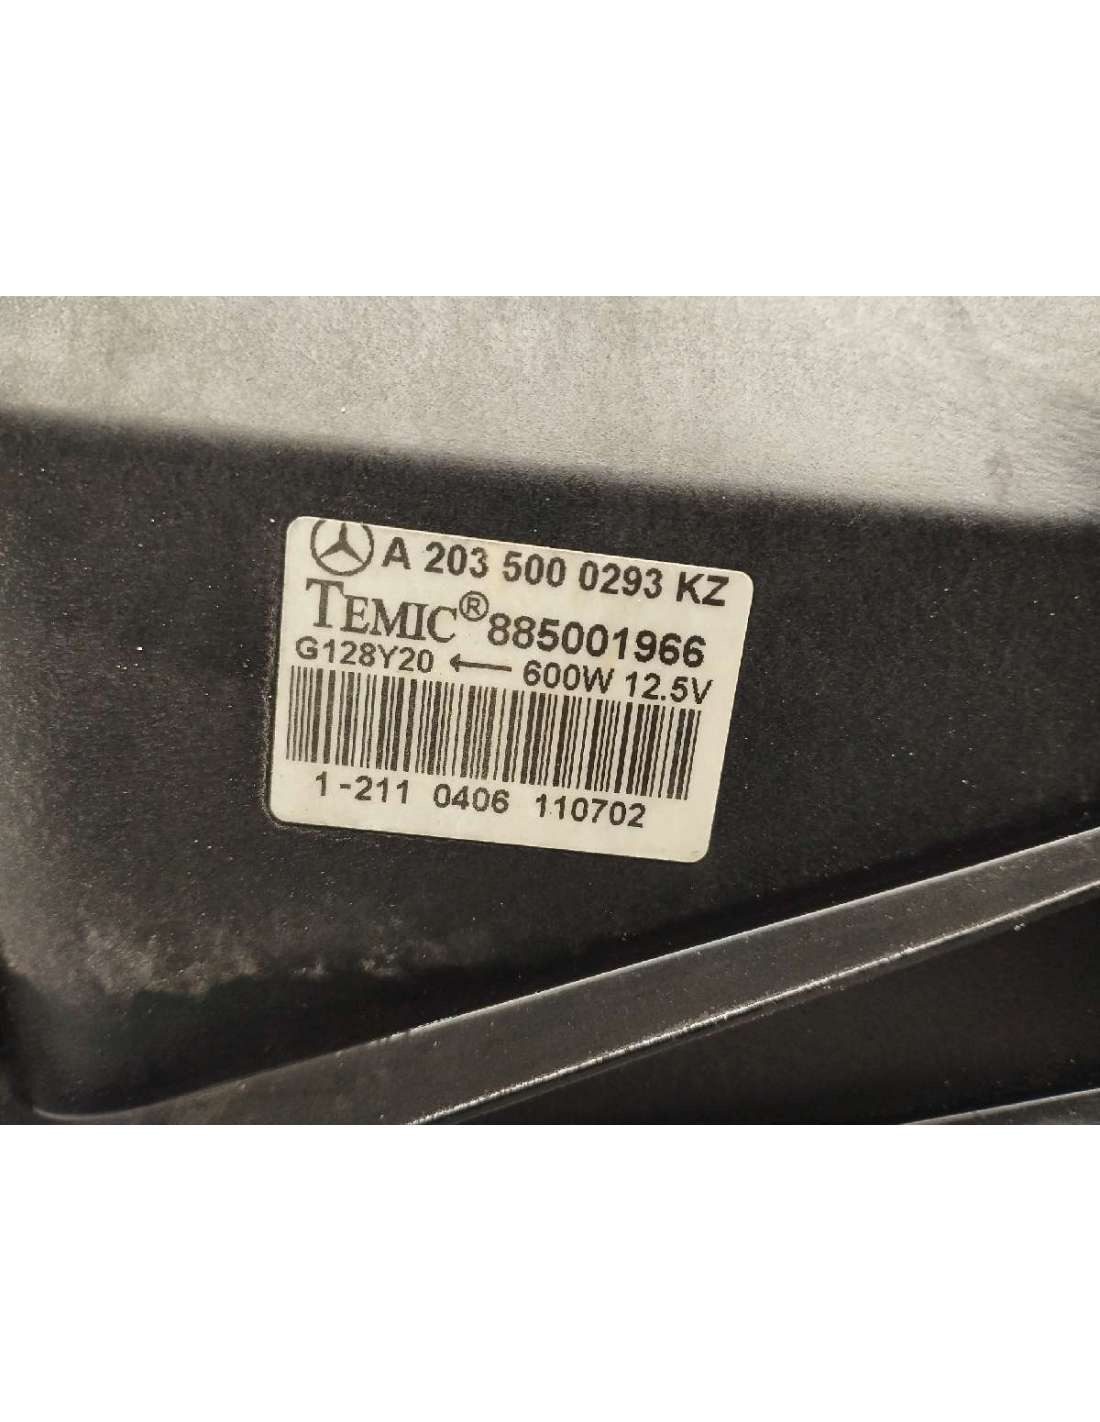 A 203 500 0293 KZ
TEMIC® 885001966
G128Y20 ← 600W 12.5V
1-211 0406 110702